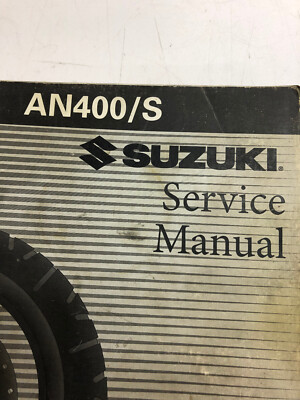 AN400/S
SUZUKI
Service
Manual